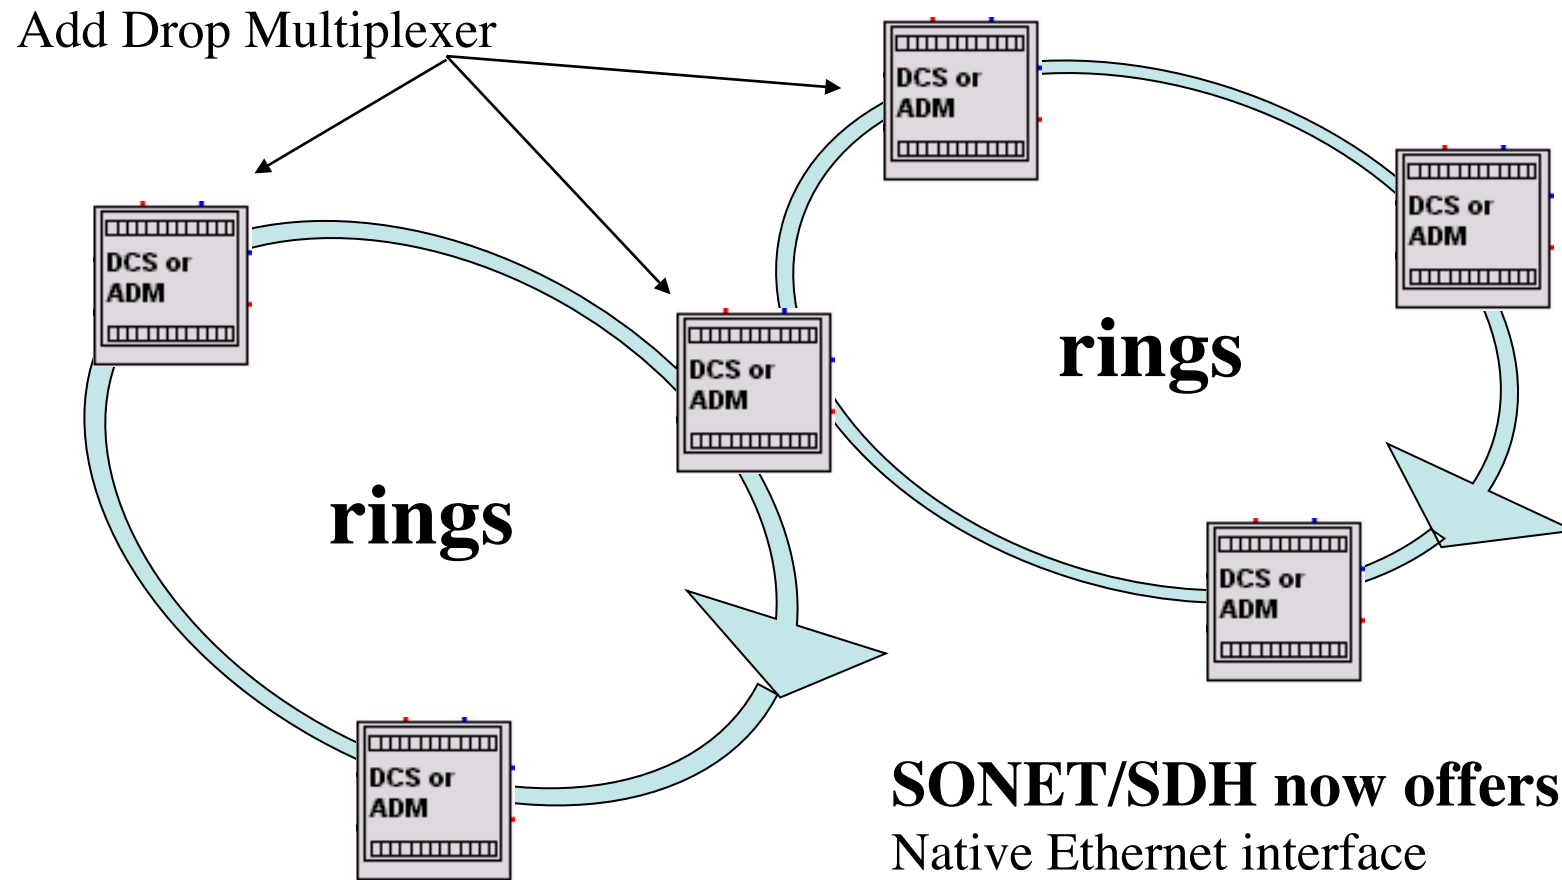 Add Drop Multiplexer
DCS or
ADM
DCS or
ADM
DCS or
ADM
DCS or
ADM
rings
rings
DCS or
ADM
DCS or
ADM
SONET/SDH now offers
Native Ethernet interface